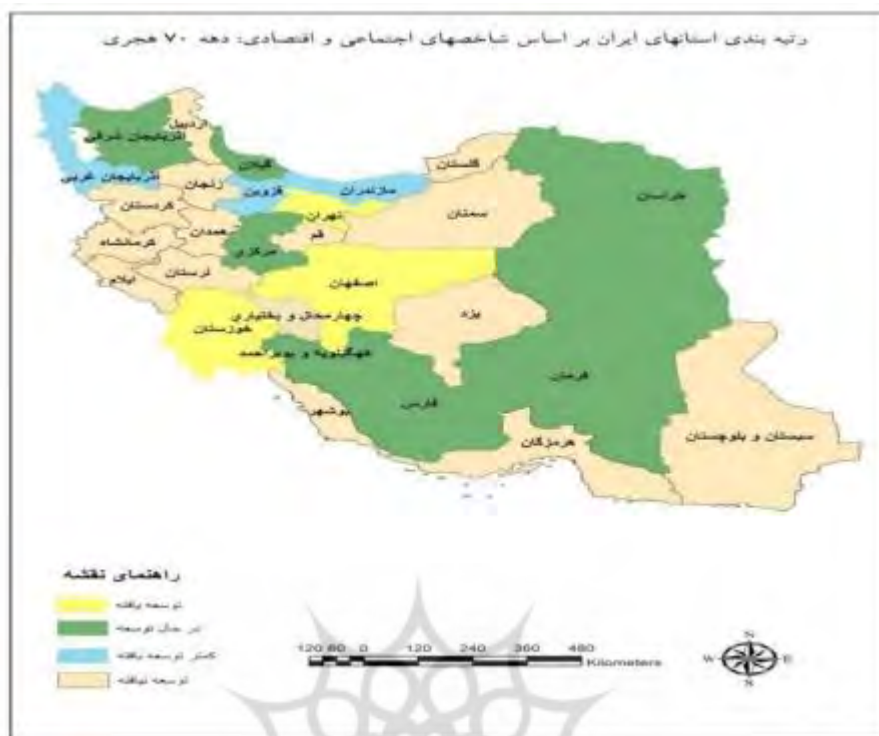 رتبه بندی استانهای ایران بر اساس شاخصهای اجتماعی و اقتصادی: دهه ۷۰ هجری
اردبیل
آذربایجان شرقی
گیلان
گلستان
آذربایجان غربی
زنجان
قزوین
مازندران
خراسان
کردستان
تهران
سمنان
همدان
قم
کرمانشاه
مرکزی
لرستان
ایلام
اصفهان
چهارمحال و بختیاری
یزد
خوزستان
کهگیلویه و بویراحمد
کرمان
فارس
بوشهر
سیستان و بلوچستان
هرمزگان
راهنمای نقشه
توسعه یافته
در حال توسعه
کمتر توسعه یافته
توسعه نیافته
120 60 0 120 240 360 480
Kilometers
N
W E
S